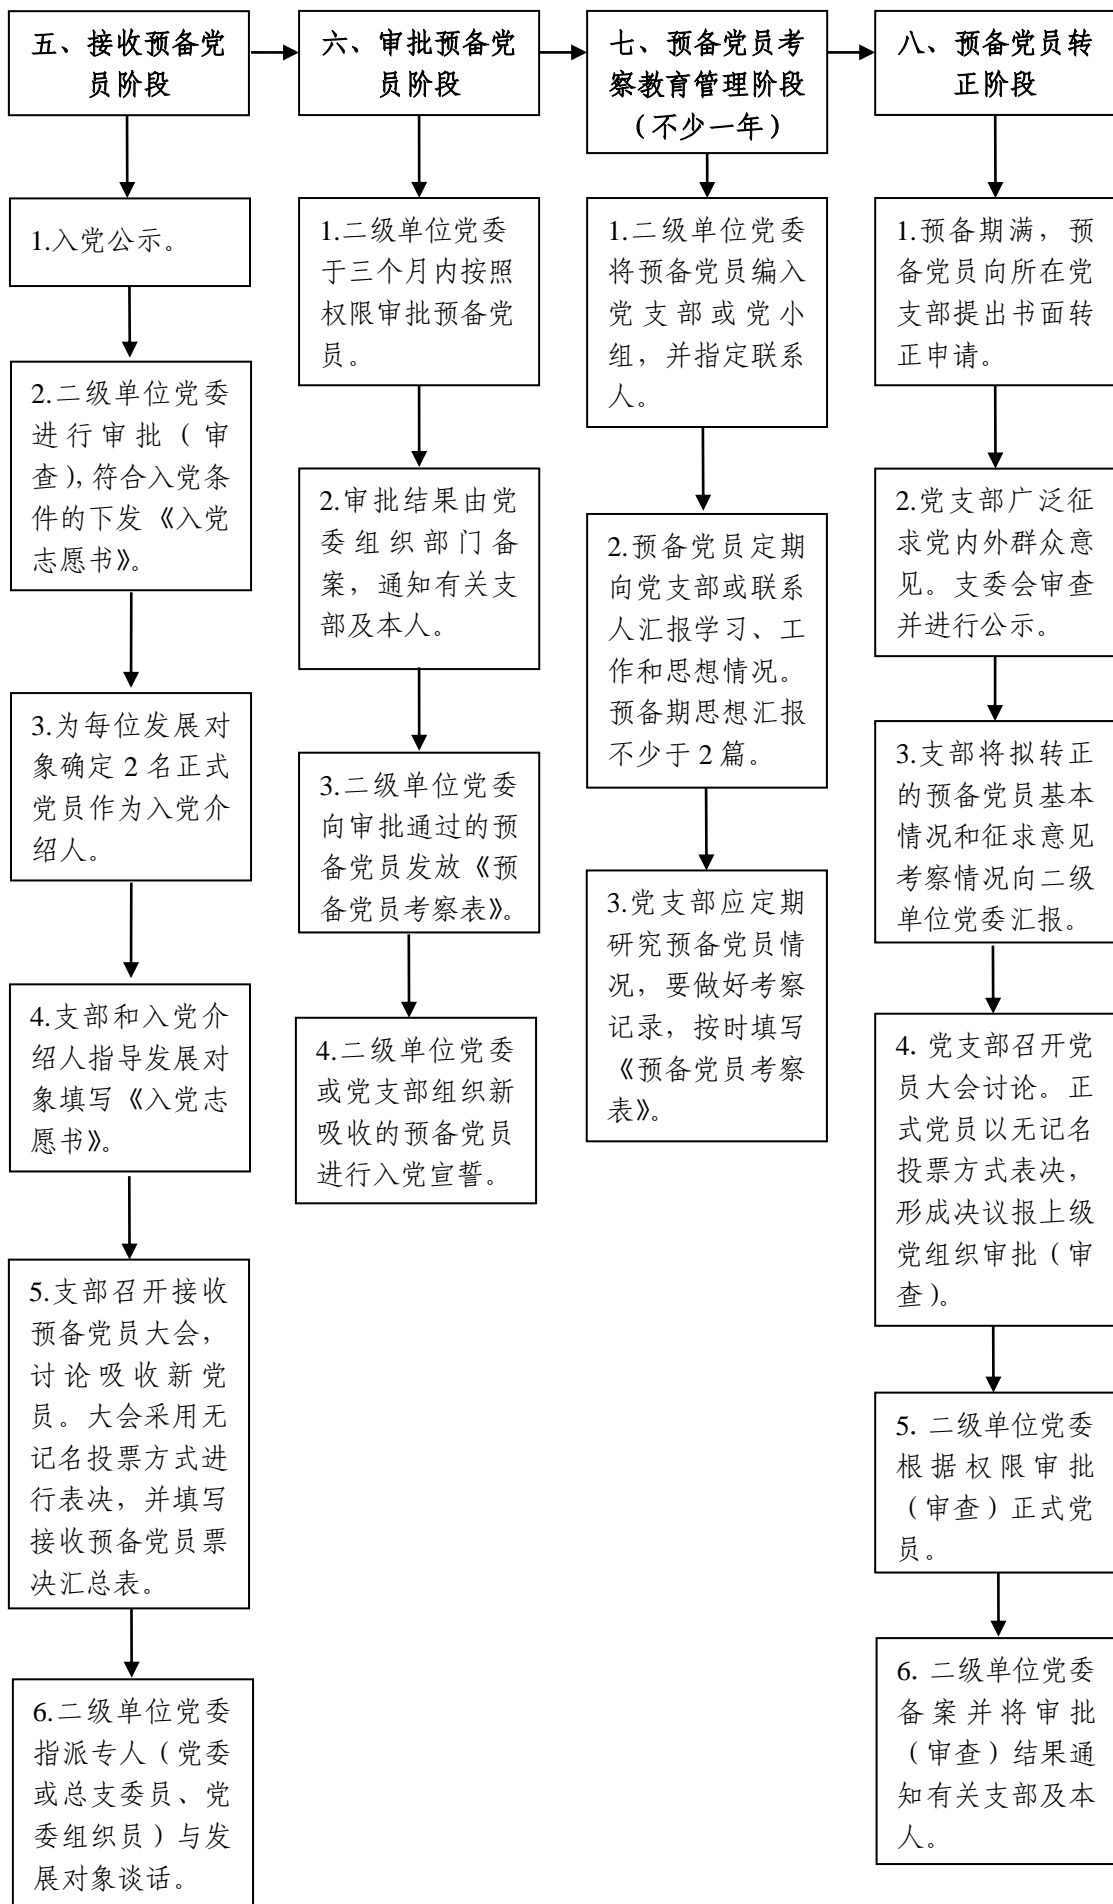 五、接收预备党
员阶段
1.入党公示。
2.二级单位党委
进行审批（审
查），符合入党条
件的下发《入党
志愿书》。
3.为每位发展对
象确定 2 名正式
党员作为入党介
绍人。
4.支部和入党介
绍人指导发展对
象填写《入党志
愿书》。
5.支部召开接收
预备党员大会，
讨论吸收新党
员。大会采用无
记名投票方式进
行表决，并填写
接收预备党员票
决汇总表。
6.二级单位党委
指派专人（党委
或总支委员、党
委组织员）与发
展对象谈话。
六、审批预备党
员阶段
1.二级单位党委
于三个月内按照
权限审批预备党
员。
2.审批结果由党
委组织部门备
案，通知有关支
部及本人。
3.二级单位党委
向审批通过的预
备党员发放《预
备党员考察表》。
4.二级单位党委
或党支部组织新
吸收的预备党员
进行入党宣誓。
七、预备党员考
察教育管理阶段
（不少一年）
1.二级单位党委
将预备党员编入
党支部或党小
组，并指定联系
人。
2.预备党员定期
向党支部或联系
人汇报学习、工
作和思想情况。
预备期思想汇报
不少于 2 篇。
3.党支部应定期
研究预备党员情
况，要做好考察
记录，按时填写
《预备党员考察
表》。
八、预备党员转
正阶段
1.预备期满，预
备党员向所在党
支部提出书面转
正申请。
2.党支部广泛征
求党内外群众意
见。支委会审查
并进行公示。
3.支部将拟转正
的预备党员基本
情况和征求意见
考察情况向二级
单位党委汇报。
4. 党支部召开党
员大会讨论。正
式党员以无记名
投票方式表决，
形成决议报上级
党组织审批（审
查）。
5. 二级单位党委
根据权限审批
（审查）正式党
员。
6. 二级单位党委
备案并将审批
（审查）结果通
知有关支部及本
人。